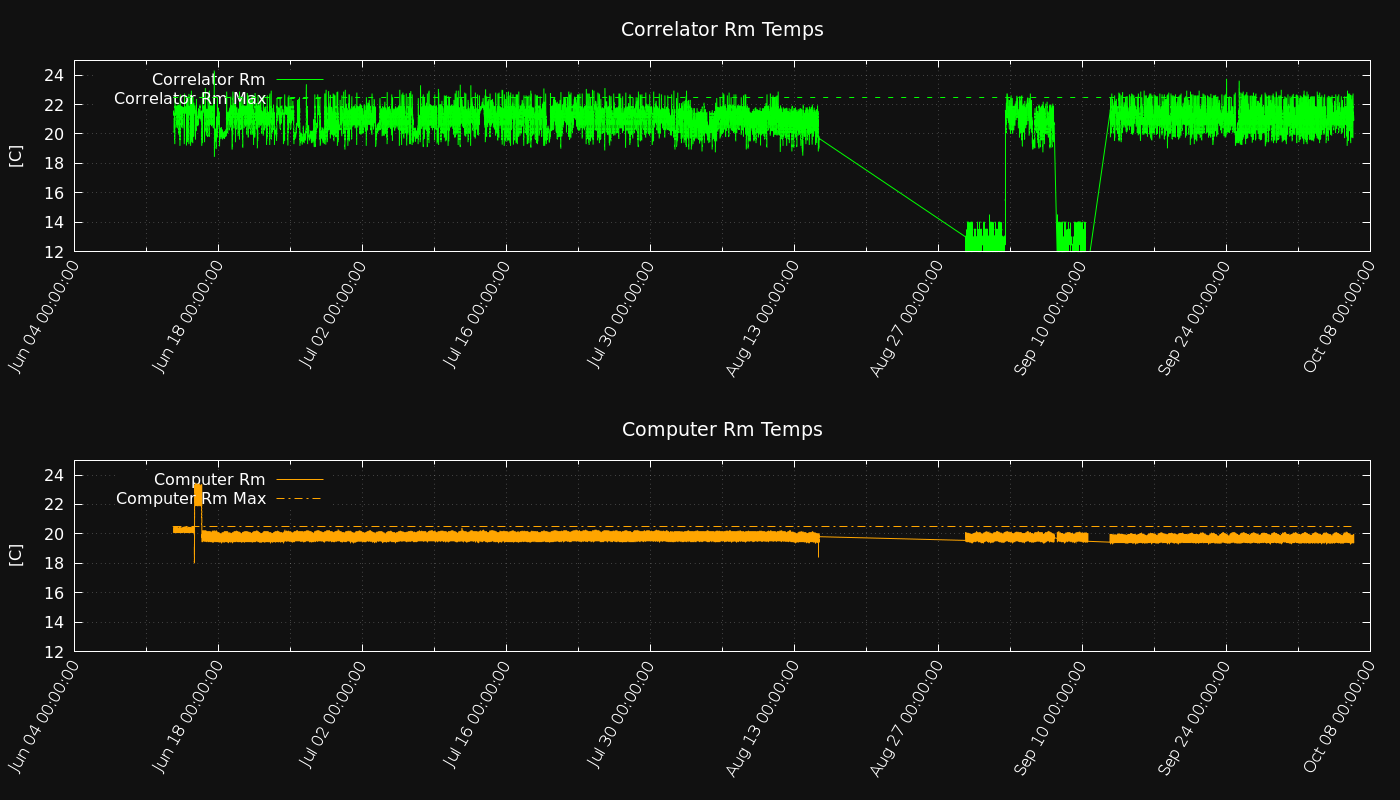 Correlator Rm Temps
Correlator Rm
Correlator Rm Max
[C]
24
22
20
18
16
14
12
Jun 04 00:00:00
Jun 18 00:00:00
Jul 02 00:00:00
Jul 16 00:00:00
Jul 30 00:00:00
Aug 13 00:00:00
Aug 27 00:00:00
Sep 10 00:00:00
Sep 24 00:00:00
Oct 08 00:00:00
Computer Rm Temps
Computer Rm
Computer Rm Max
[C]
24
22
20
18
16
14
12
Jun 04 00:00:00
Jun 18 00:00:00
Jul 02 00:00:00
Jul 16 00:00:00
Jul 30 00:00:00
Aug 13 00:00:00
Aug 27 00:00:00
Sep 10 00:00:00
Sep 24 00:00:00
Oct 08 00:00:00